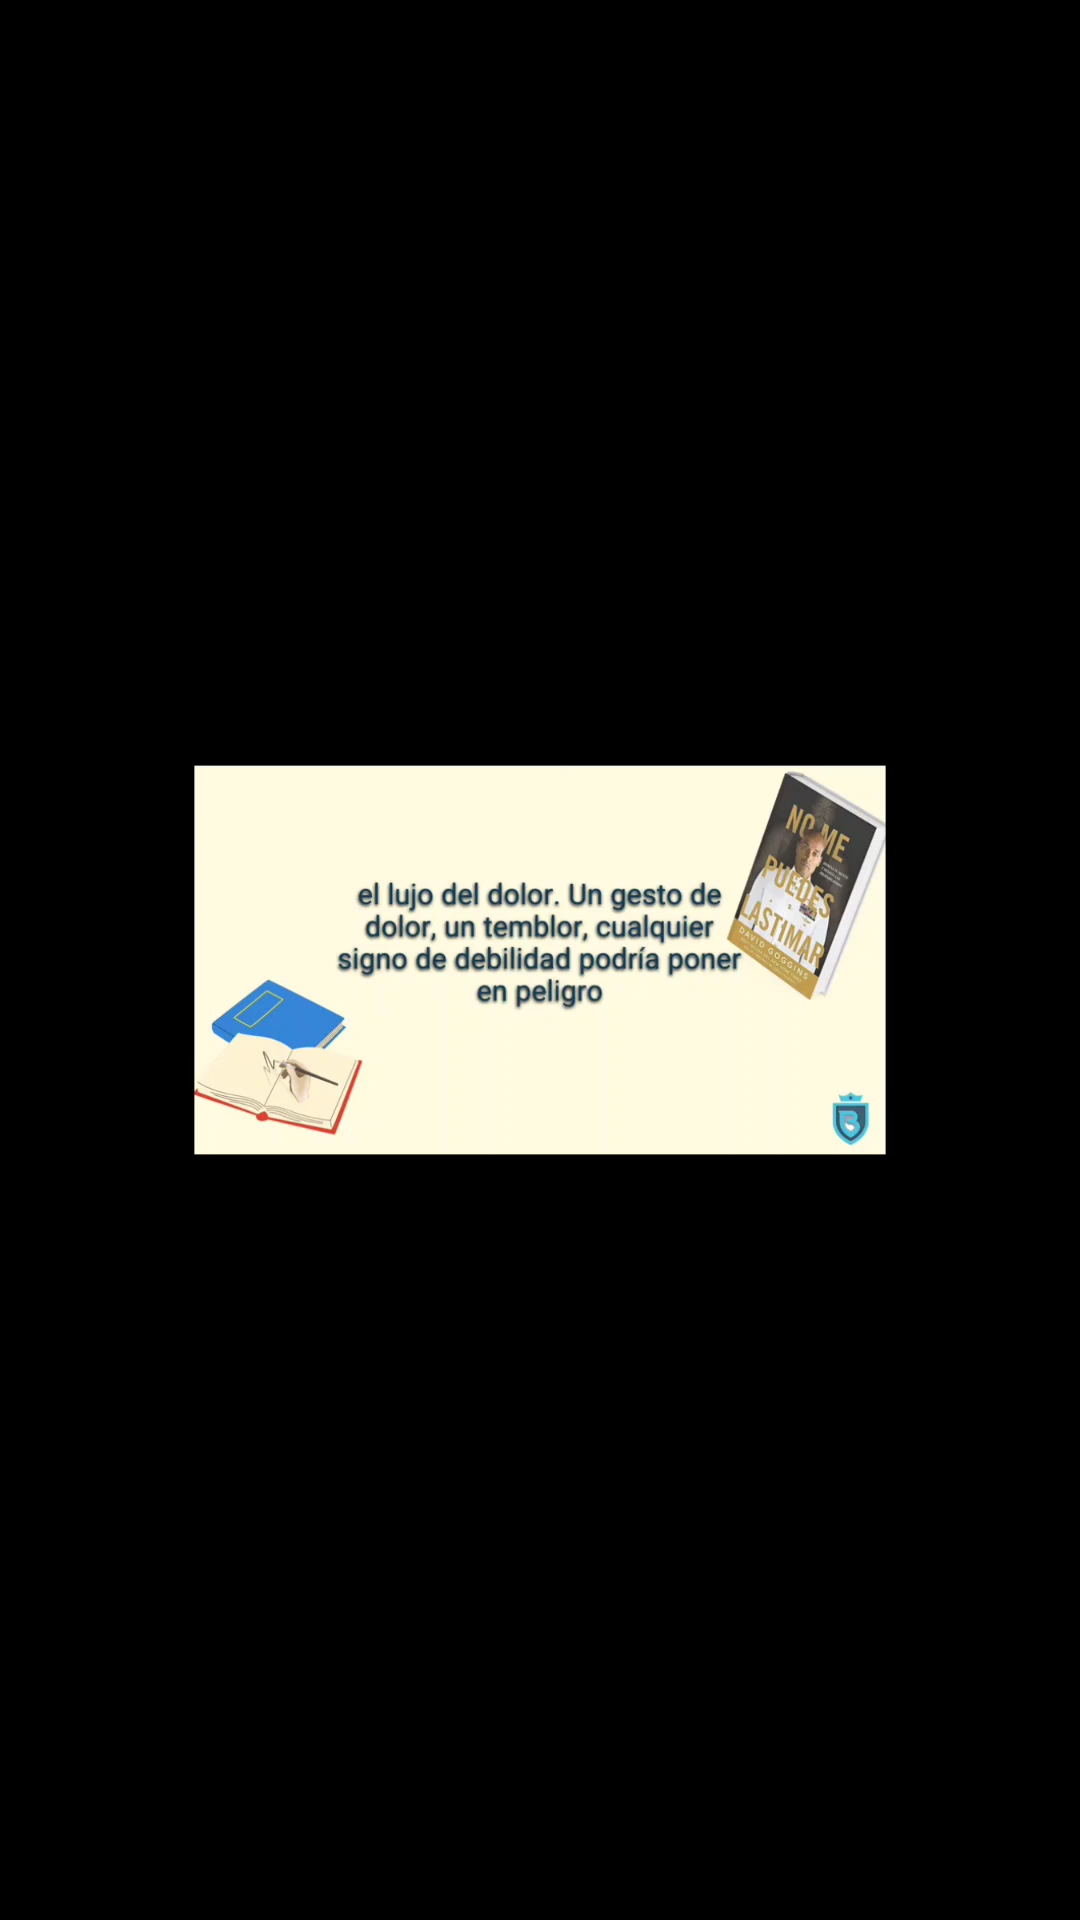 NO ME
PUEDES
LASTIMAR
DAVID GOGGINS
el lujo del dolor. Un gesto de
dolor, un temblor, cualquier
signo de debilidad podría poner
en peligro
B